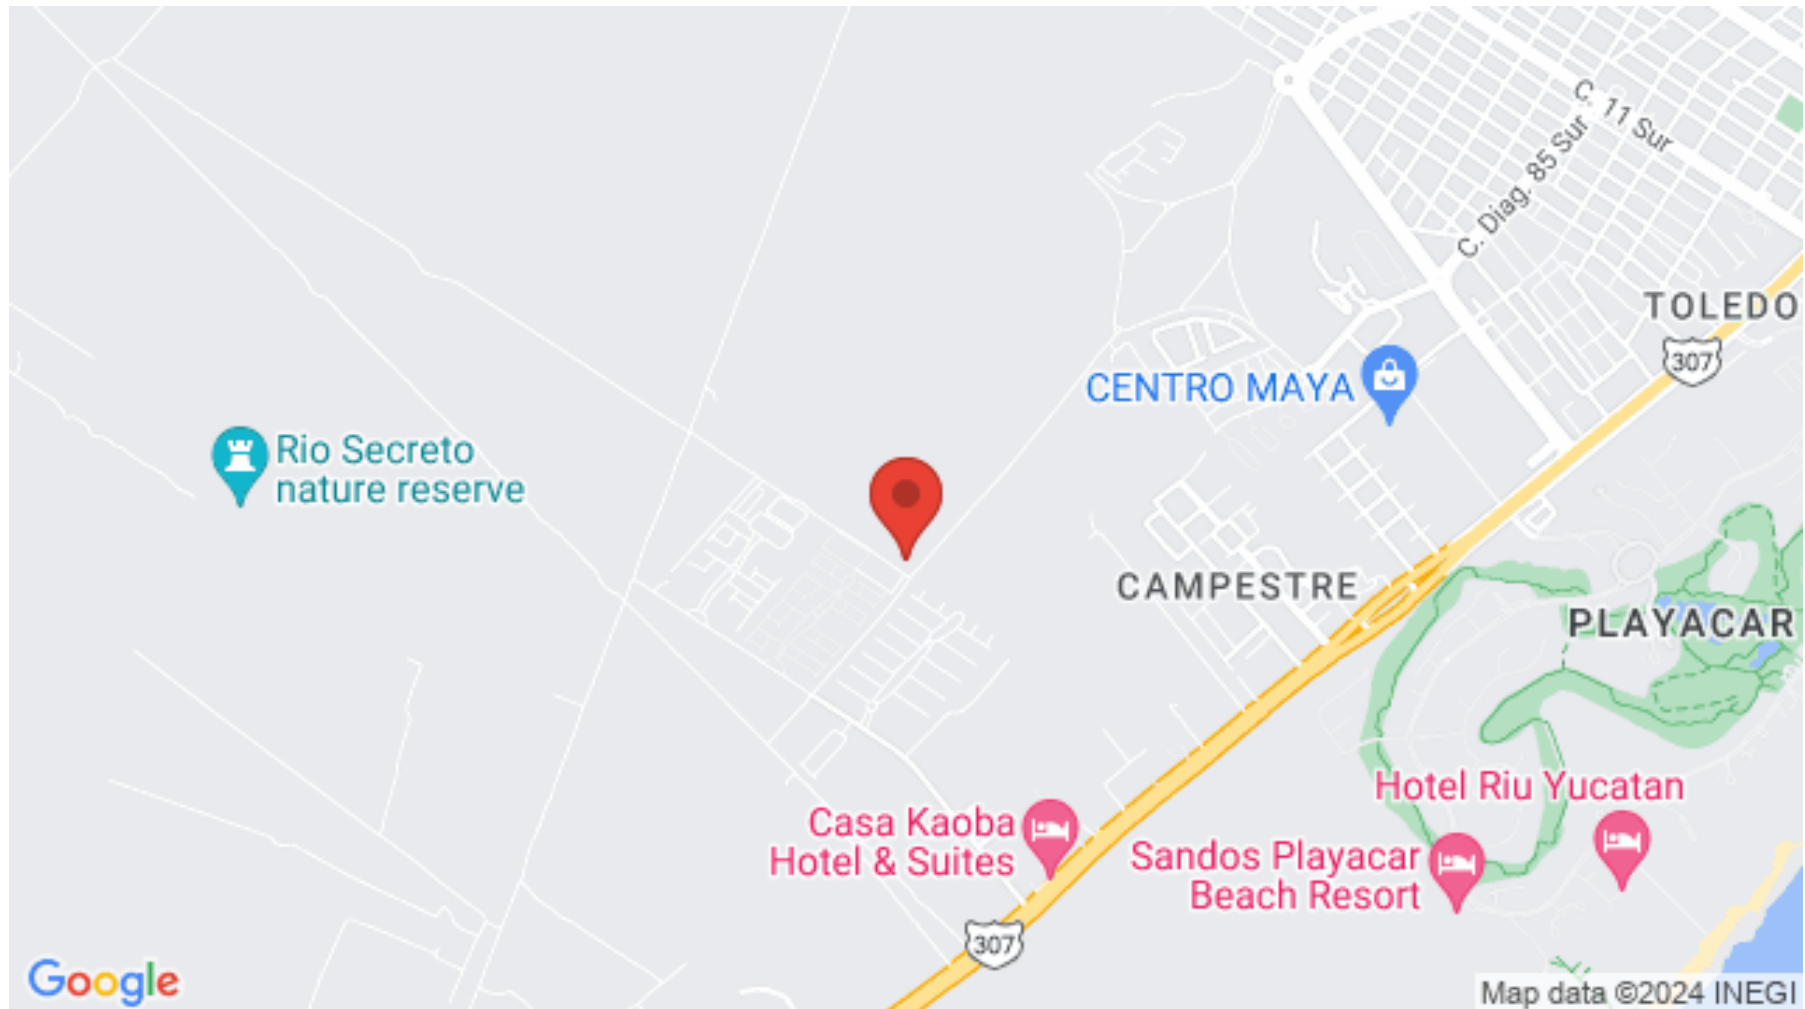 C. 11 Sur
C. Diag. 85 Sur
TOLEDO
307
CENTRO MAYA
Rio Secreto
nature reserve
CAMPESTRE
PLAYACAR
Hotel Riu Yucatan
Casa Kaoba
Hotel & Suites
Sandos Playacar
Beach Resort
307
Google
Map data ©2024 INEGI